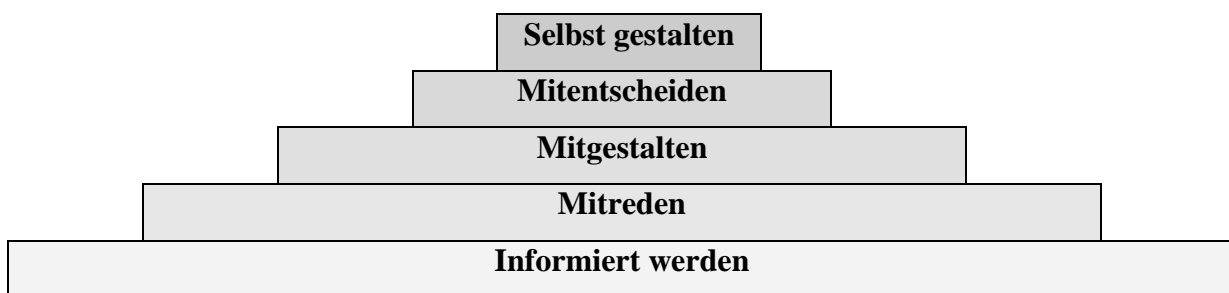 Selbst gestalten
Mitentscheiden
Mitgestalten
Mitreden
Informiert werden